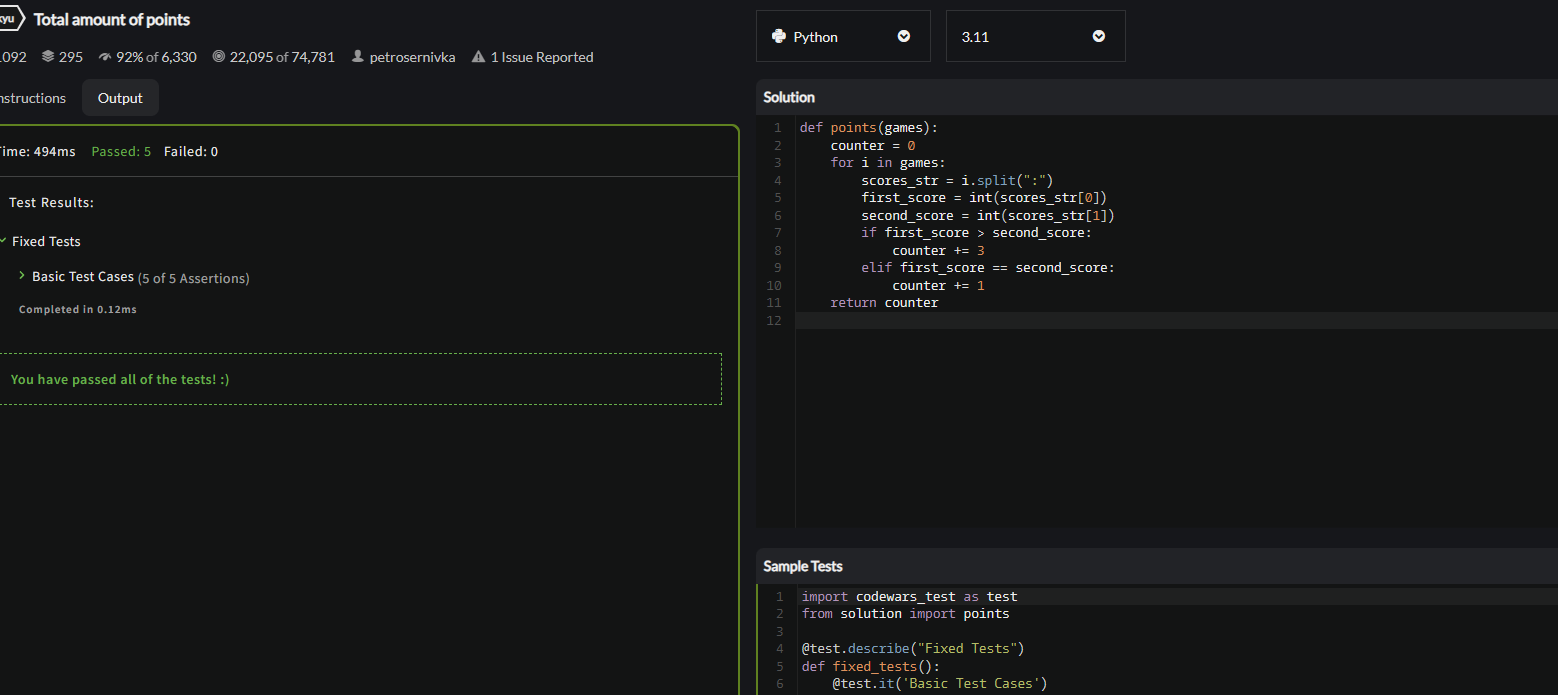 kyu Total amount of points
092 295 92% of 6,330 22,095 of 74,781 petrosernivka 1 Issue Reported
nstructions Output
Time: 494ms Passed: 5 Failed: 0
Test Results:
Fixed Tests
Basic Test Cases (5 of 5 Assertions)
Completed in 0.12ms
You have passed all of the tests! :)
Python 3.11
Solution
1 def points(games):
2     counter = 0
3     for i in games:
4         scores_str = i.split(":")
5         first_score = int(scores_str[0])
6         second_score = int(scores_str[1])
7         if first_score > second_score:
8             counter += 3
9         elif first_score == second_score:
10             counter += 1
11     return counter
12
Sample Tests
1 import codewars_test as test
2 from solution import points
3
4 @test.describe("Fixed Tests")
5 def fixed_tests():
6     @test.it('Basic Test Cases')